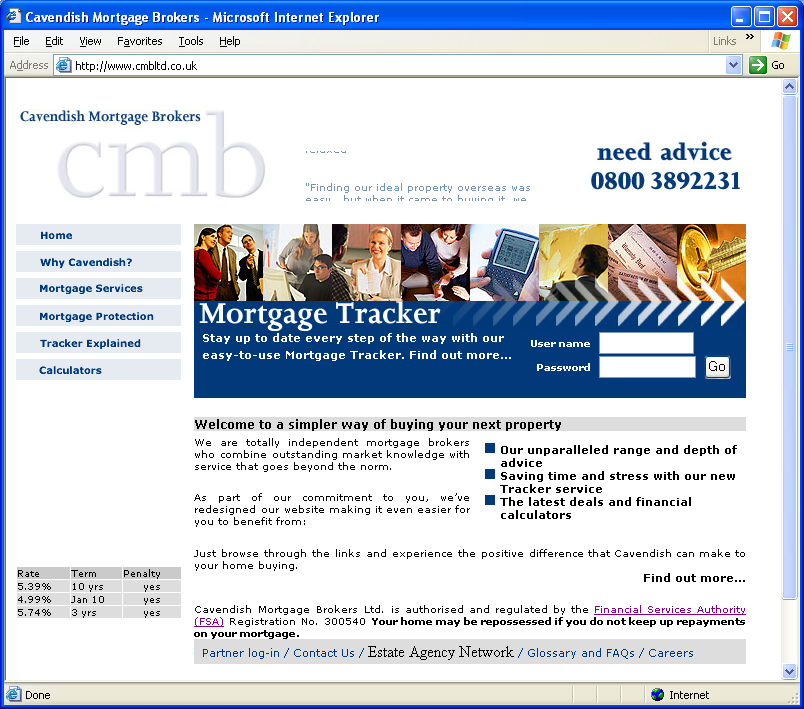 Cavendish Mortgage Brokers - Microsoft Internet Explorer
File Edit View Favorites Tools Help
Links »
Address http://www.cmbltd.co.uk Go
Cavendish Mortgage Brokers
cmb
relaxed
"Finding our ideal property overseas was
easy, but when it came to buying it, we
need advice
0800 3892231
Home
Why Cavendish?
Mortgage Services
Mortgage Protection
Tracker Explained
Calculators
Mortgage Tracker
Stay up to date every step of the way with our
easy-to-use Mortgage Tracker. Find out more...
User name
Password Go
Welcome to a simpler way of buying your next property
We are totally independent mortgage brokers
who combine outstanding market knowledge with
service that goes beyond the norm.
As part of our commitment to you, we've
redesigned our website making it even easier for
you to benefit from:
Our unparalleled range and depth of
advice
Saving time and stress with our new
Tracker service
The latest deals and financial
calculators
Just browse through the links and experience the positive difference that Cavendish can make to
your home buying.
Find out more...
Rate Term Penalty
5.39% 10 yrs yes
4.99% Jan 10 yes
5.74% 3 yrs yes
Cavendish Mortgage Brokers Ltd. is authorised and regulated by the Financial Services Authority
(FSA) Registration No. 300540 Your home may be repossessed if you do not keep up repayments
on your mortgage.
Partner log-in / Contact Us / Estate Agency Network / Glossary and FAQs / Careers
Done Internet